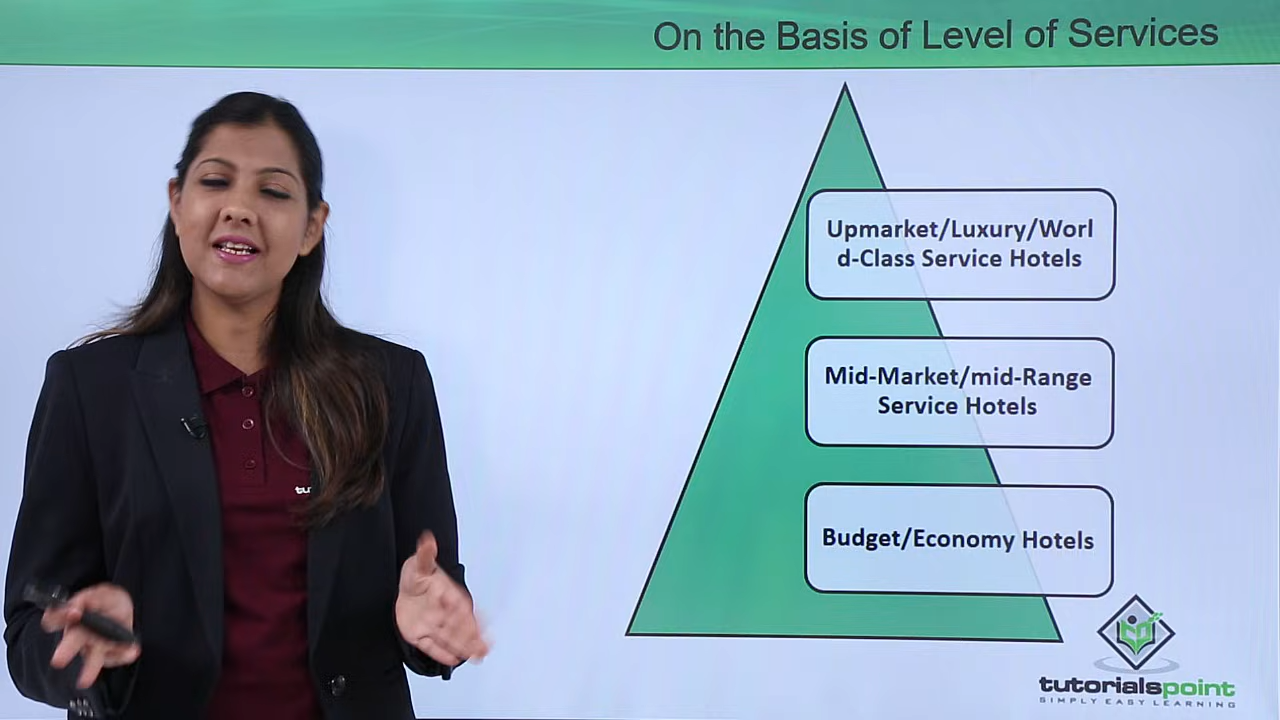 On the Basis of Level of Services
Upmarket/Luxury/Worl
d-Class Service Hotels
Mid-Market/mid-Range
Service Hotels
Budget/Economy Hotels
tu
tutorialspoint
SIMPLY EASY LEARNING